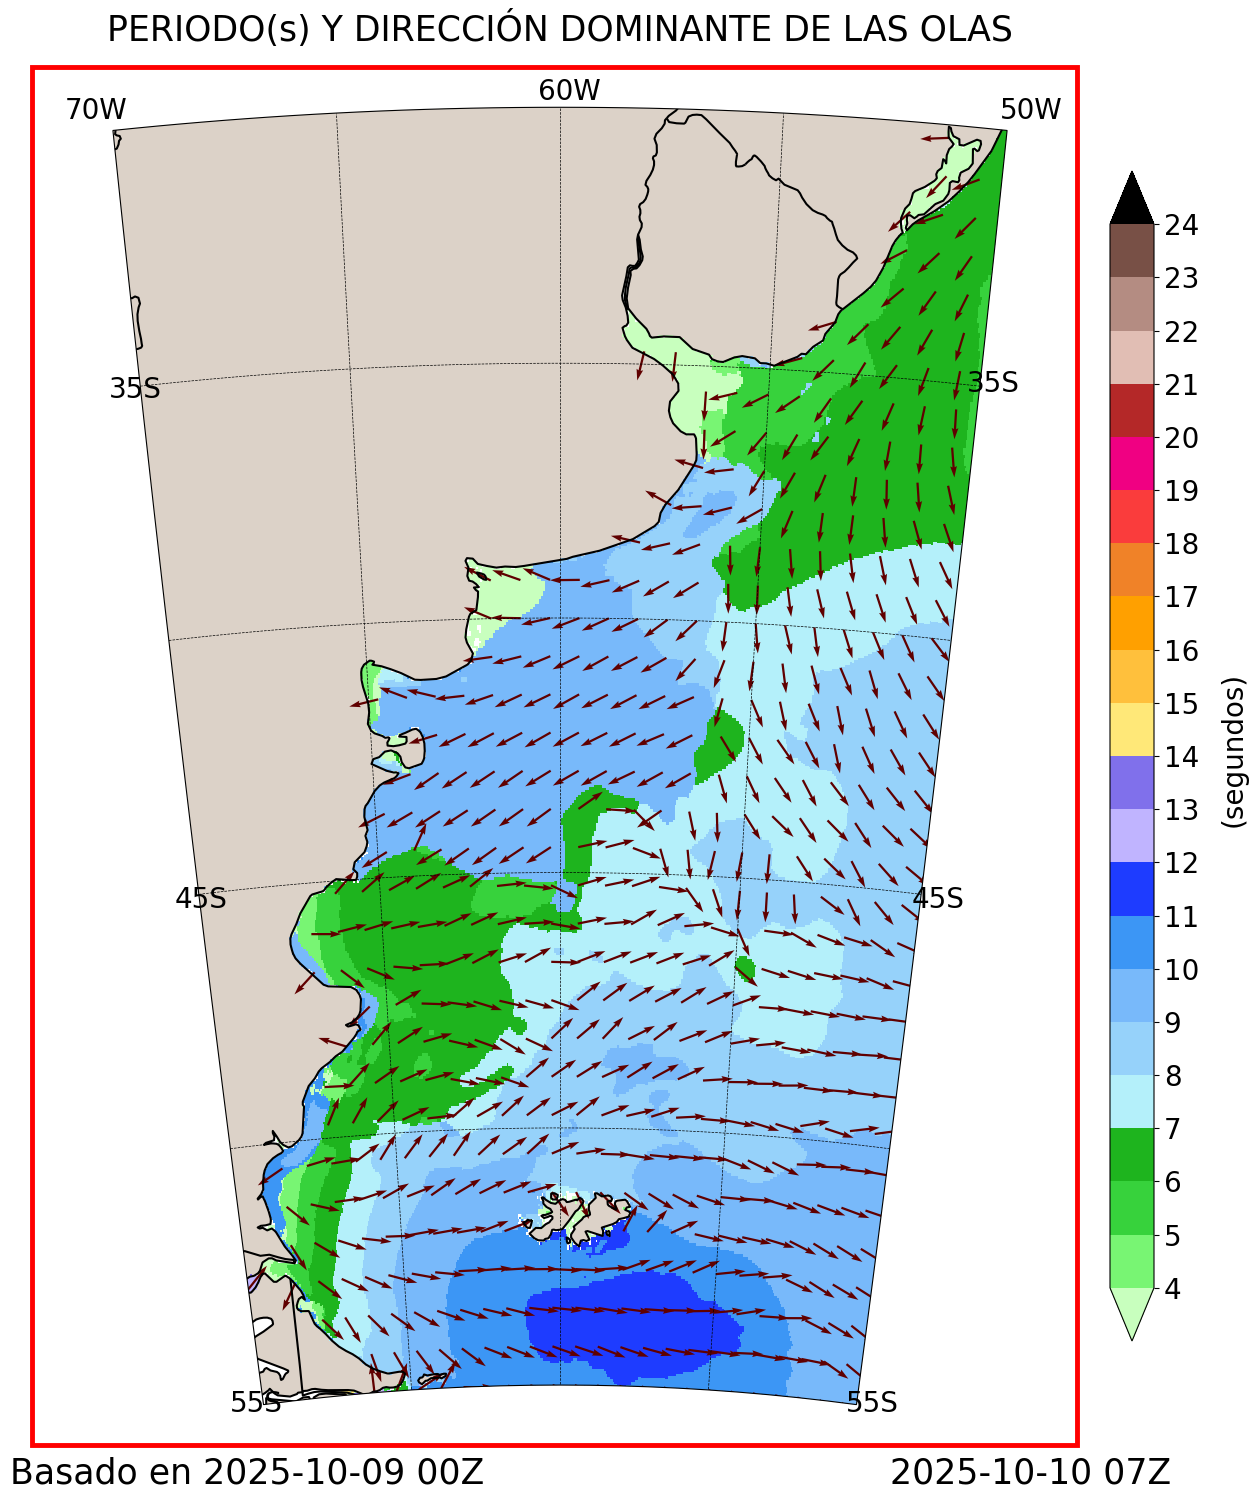 PERIODO(s) Y DIRECCIÓN DOMINANTE DE LAS OLAS
70W
60W
50W
35S
35S
45S
45S
55S
55S
24
23
22
21
20
19
18
17
16
15
14
13
12
11
10
9
8
7
6
5
4
(segundos)
Basado en 2025-10-09 00Z
2025-10-10 07Z